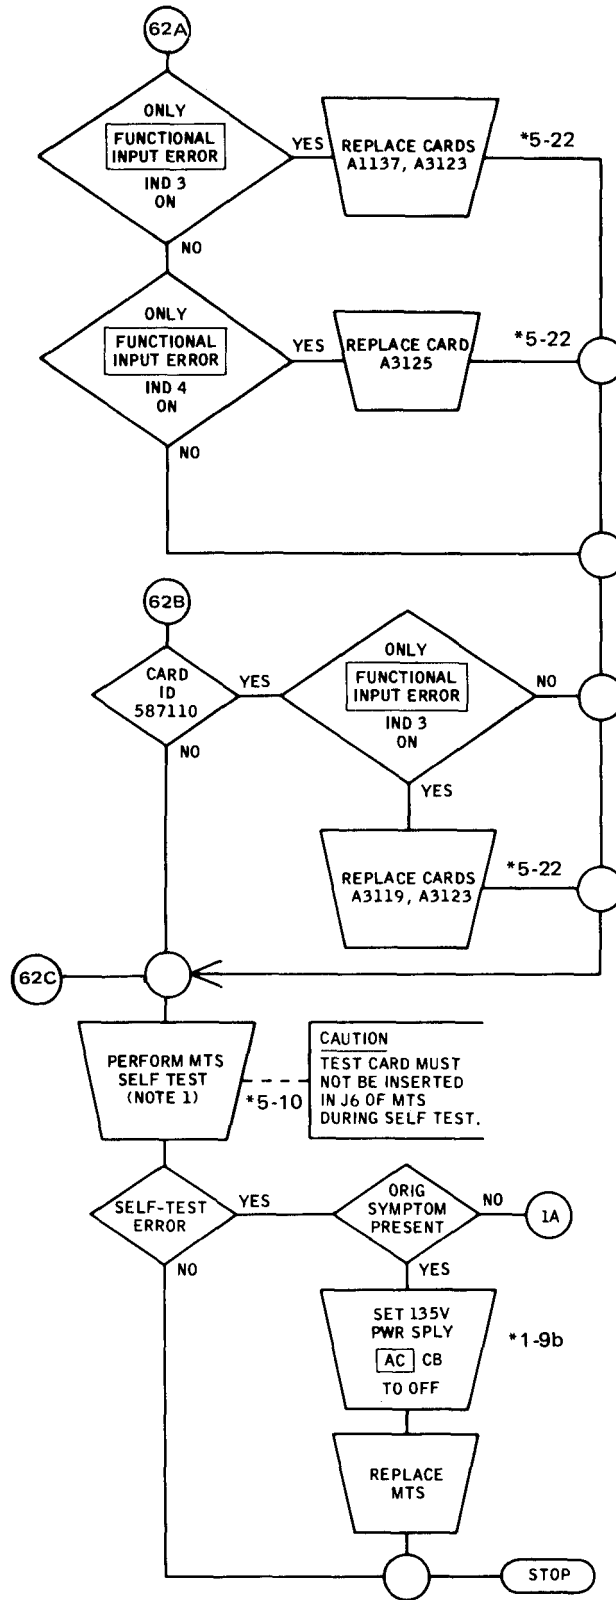 62A
ONLY
FUNCTIONAL
INPUT ERROR
IND 3
ON
YES
REPLACE CARDS
A1137, A3123
*5-22
NO
ONLY
FUNCTIONAL
INPUT ERROR
IND 4
ON
YES
REPLACE CARD
A3125
*5-22
NO
62B
CARD
ID
587110
YES
ONLY
FUNCTIONAL
INPUT ERROR
IND 3
ON
NO
NO
YES
REPLACE CARDS
A3119, A3123
*5-22
62C
PERFORM MTS
SELF TEST
(NOTE 1)
*5-10
CAUTION
TEST CARD MUST
NOT BE INSERTED
IN J6 OF MTS
DURING SELF TEST.
SELF-TEST
ERROR
YES
ORIG
SYMPTOM
PRESENT
NO
1A
NO
YES
SET 135V
PWR SPLY
AC CB
TO OFF
*1-9b
REPLACE
MTS
STOP